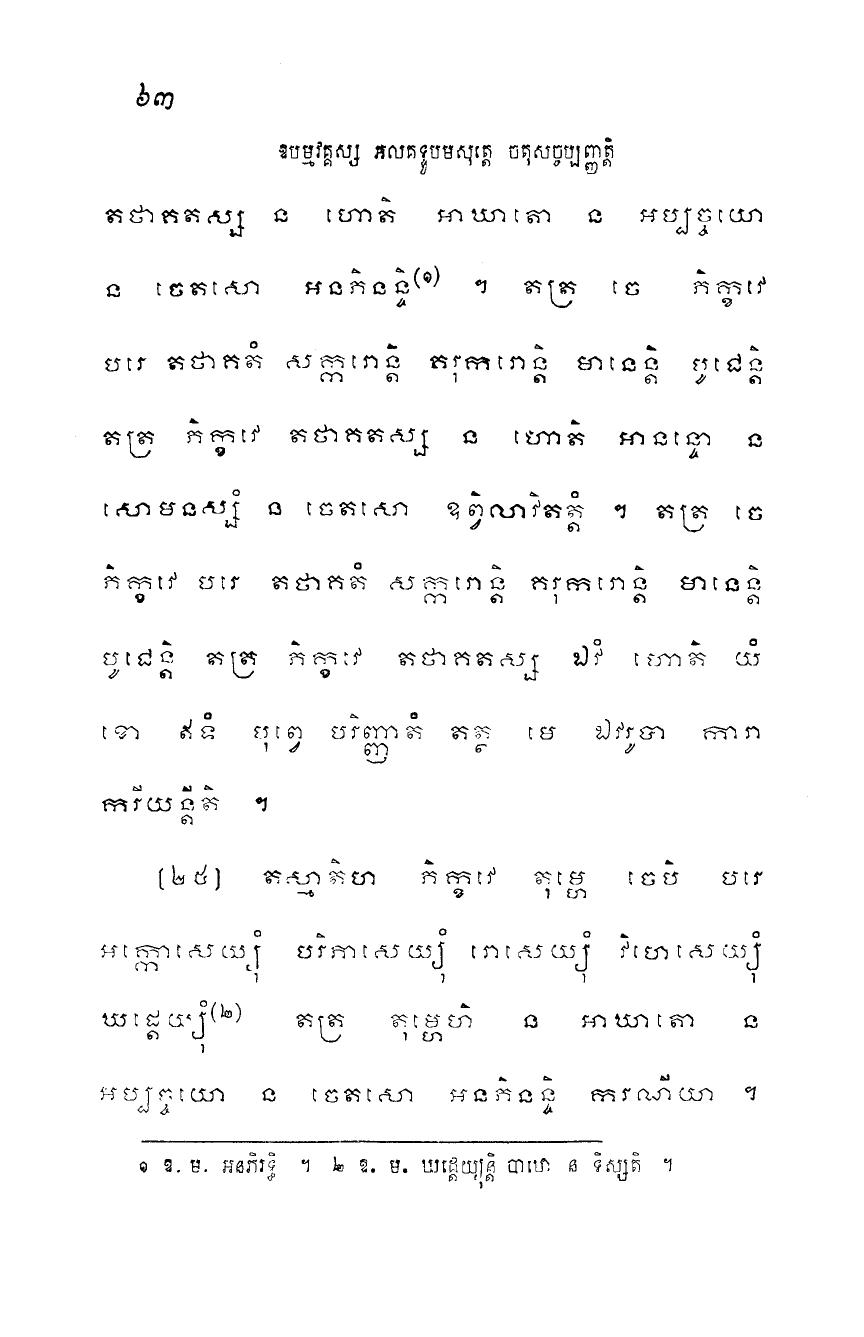 ៦៣
ឱបម្មវគ្គស្ស អលគទ្ទូបមសុត្តេ ចតុសច្ចប្បញ្ញត្តិ
តថាគតស្ស ន ហោតិ អាឃាតោ ន អប្បច្ចយោ
ន ចេតសោ អនភិនន្ទិ(១) ។ តត្រ ចេ ភិក្ខវេ
បរេ តថាគតំ សក្ករោន្តិ គរុករោន្តិ មានេន្តិ បូជេន្តិ
តត្រ ភិក្ខវេ តថាគតស្ស ន ហោតិ អានន្ទោ ន
សោមនស្សំ ន ចេតសោ ឧព្វិលាវិតត្តំ ។ តត្រ ចេ
ភិក្ខវេ បរេ តថាគតំ សក្ករោន្តិ គរុករោន្តិ មានេន្តិ
បូជេន្តិ តត្រ ភិក្ខវេ តថាគតស្ស ឯវំ ហោតិ យំ
ខោ ឥទំ បុព្វេ បរិញ្ញាតំ តត្ថ មេ ឯវរូបា ការា
ករីយន្តីតិ ។
[២៥] តស្មាតិហ ភិក្ខវេ តុម្ហេ ចេបិ បរេ
អក្កោសេយ្យុំ បរិភាសេយ្យុំ រោសេយ្យុំ វិហេសេយ្យុំ
ឃដ្តេយ្យុំ(២) តត្រ តុម្ហេហិ ន អាឃាតោ ន
អប្បច្ចយោ ន ចេតសោ អនភិនន្ទិ ករណីយា ។
១ ឱ. ម. អនភិរទ្ធិ ។ ២ ឱ. ម. ឃដ្តេយ្យុន្តិ បាឋោ ន ទិស្សតិ ។